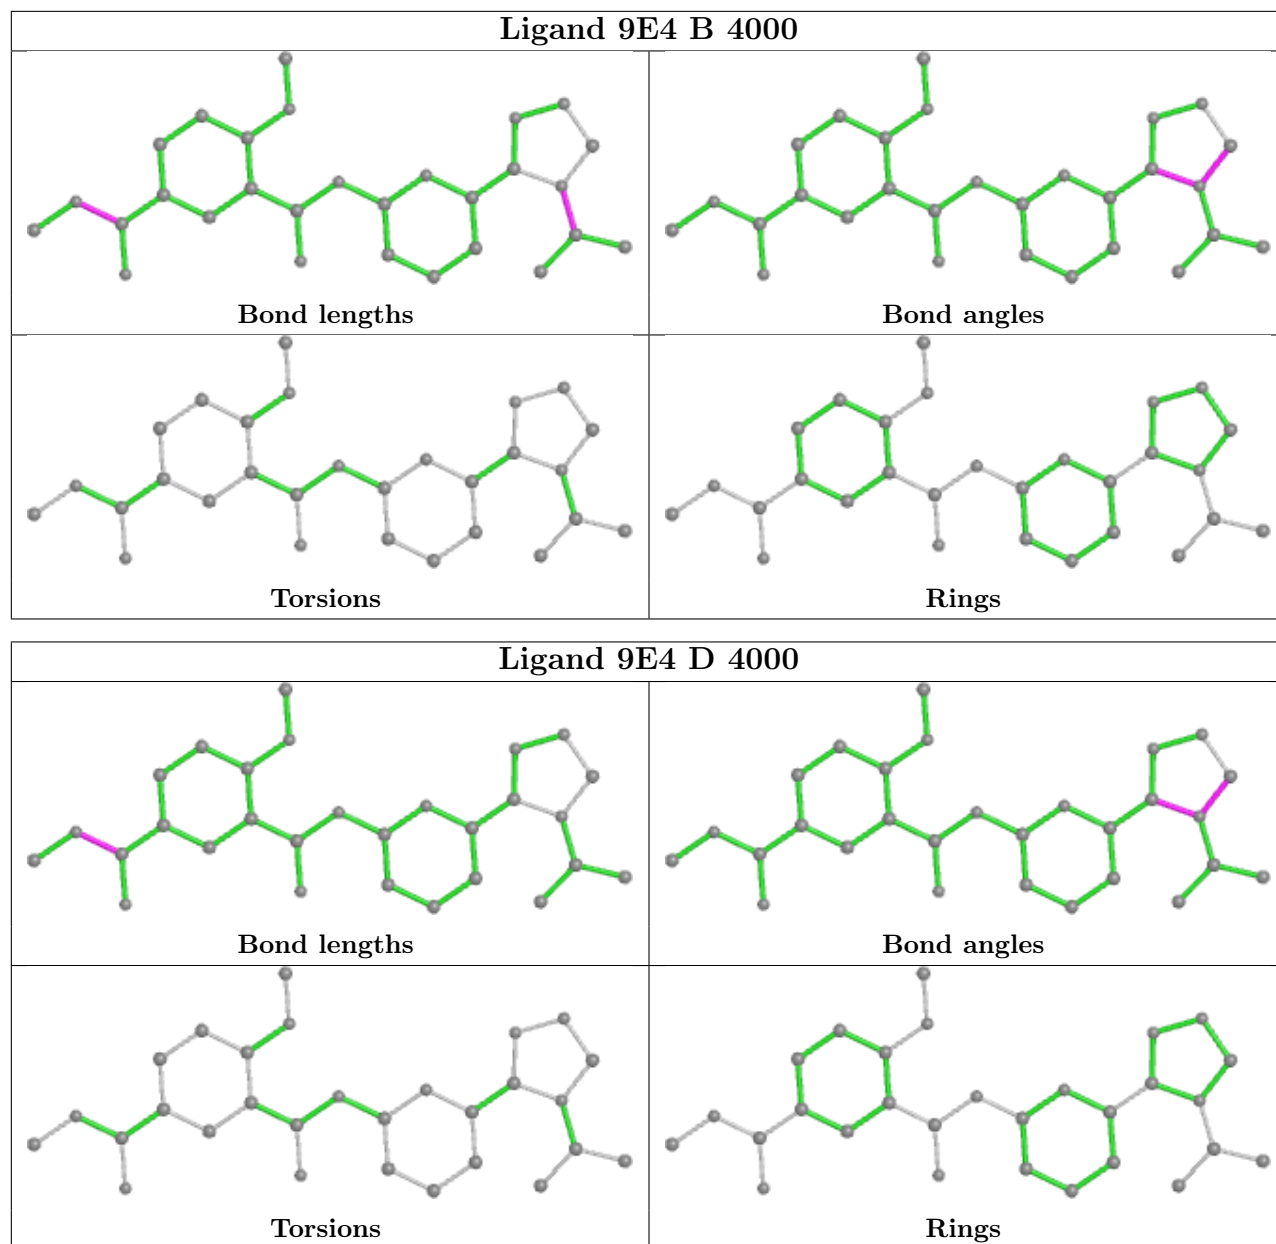 Ligand 9E4 B 4000
Bond lengths
Bond angles
Torsions
Rings
Ligand 9E4 D 4000
Bond lengths
Bond angles
Torsions
Rings